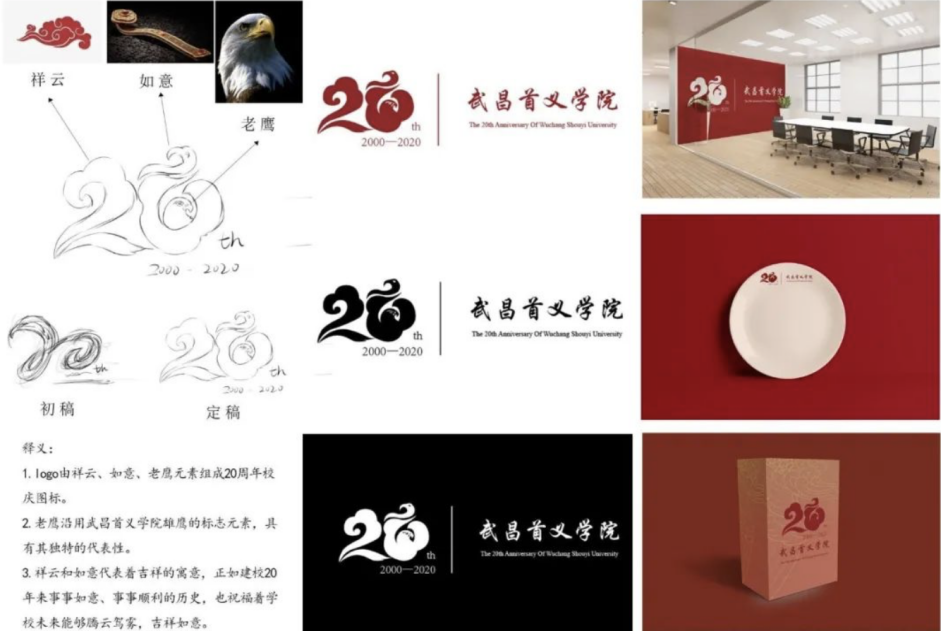 祥云
如意
老鹰
th
2000 - 2020
th
初稿
th
2000 - 2020
定稿
释义:
1. logo由祥云、如意、老鹰元素组成20周年校
庆图标。
2. 老鹰沿用武昌首义学院雄鹰的标志元素，具
有其独特的代表性。
3. 祥云和如意代表着吉祥的寓意，正如建校20
年来事事如意、事事顺利的历史，也祝福着学
校未来能够腾云驾雾，吉祥如意。
20th
2000—2020
武昌首义学院
The 20th Anniversary Of Wuchang Shouyi University
20th
2000—2020
武昌首义学院
The 20th Anniversary Of Wuchang Shouyi University
20th
2000—2020
武昌首义学院
The 20th Anniversary Of Wuchang Shouyi University
20
武昌首义学院
20
武昌首义学院
20
武昌首义学院